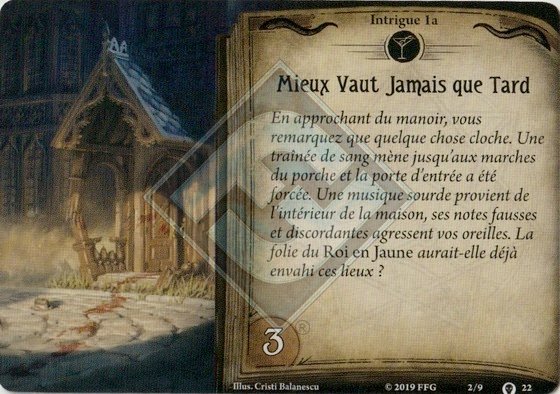 Intrigue 1a
Mieux Vaut Jamais que Tard
En approchant du manoir, vous
remarquez que quelque chose cloche. Une
trainée de sang mène jusqu'aux marches
du porche et la porte d'entrée a été
forcée. Une musique sourde provient de
l'intérieur de la maison, ses notes fausses
et discordantes agressent vos oreilles. La
folie du Roi en Jaune aurait-elle déjà
envahi ces lieux ?
3
Illus. Cristi Balanescu © 2019 FFG 2/9 22